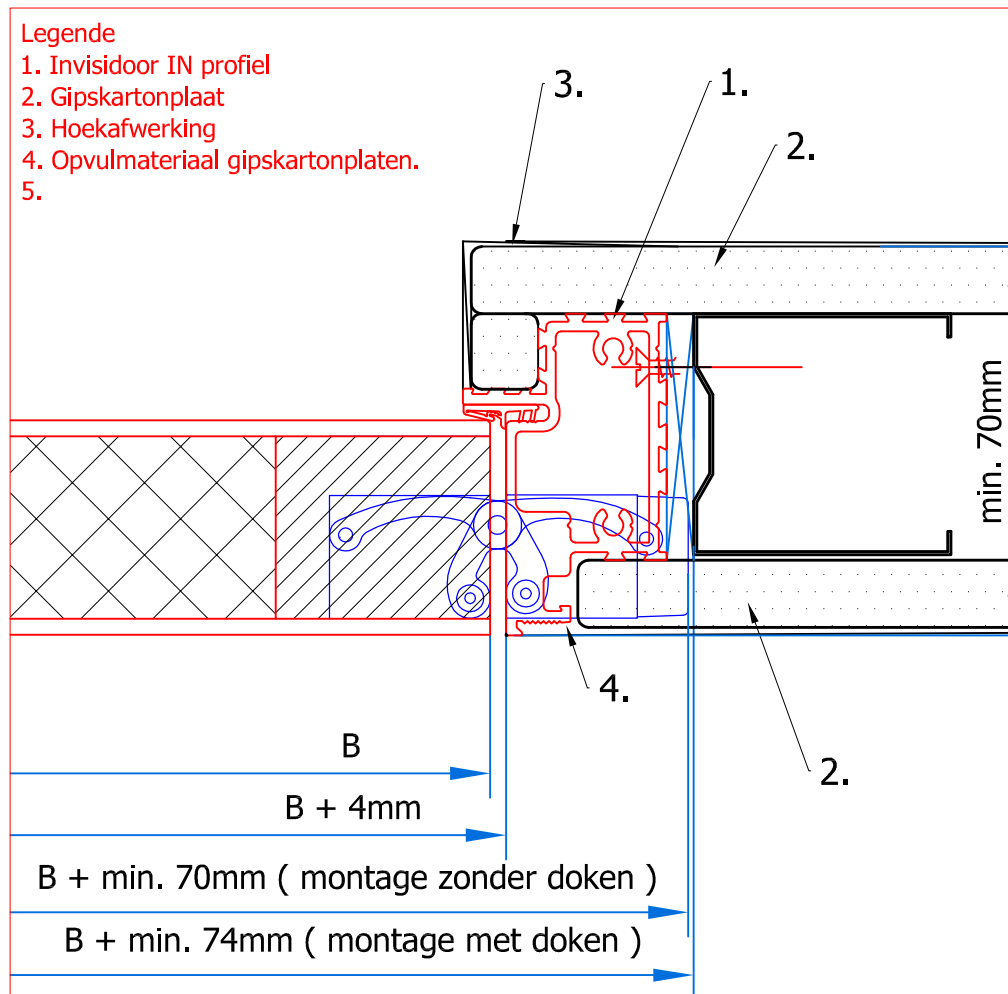 Legende
1. Invisidoor IN profiel
2. Gipskartonplaat
3. Hoekafwerking
4. Opvulmateriaal gipskartonplaten.
5.
3.
1.
2.
min. 70mm
4.
2.
B
B + 4mm
B + min. 70mm ( montage zonder doken )
B + min. 74mm ( montage met doken )